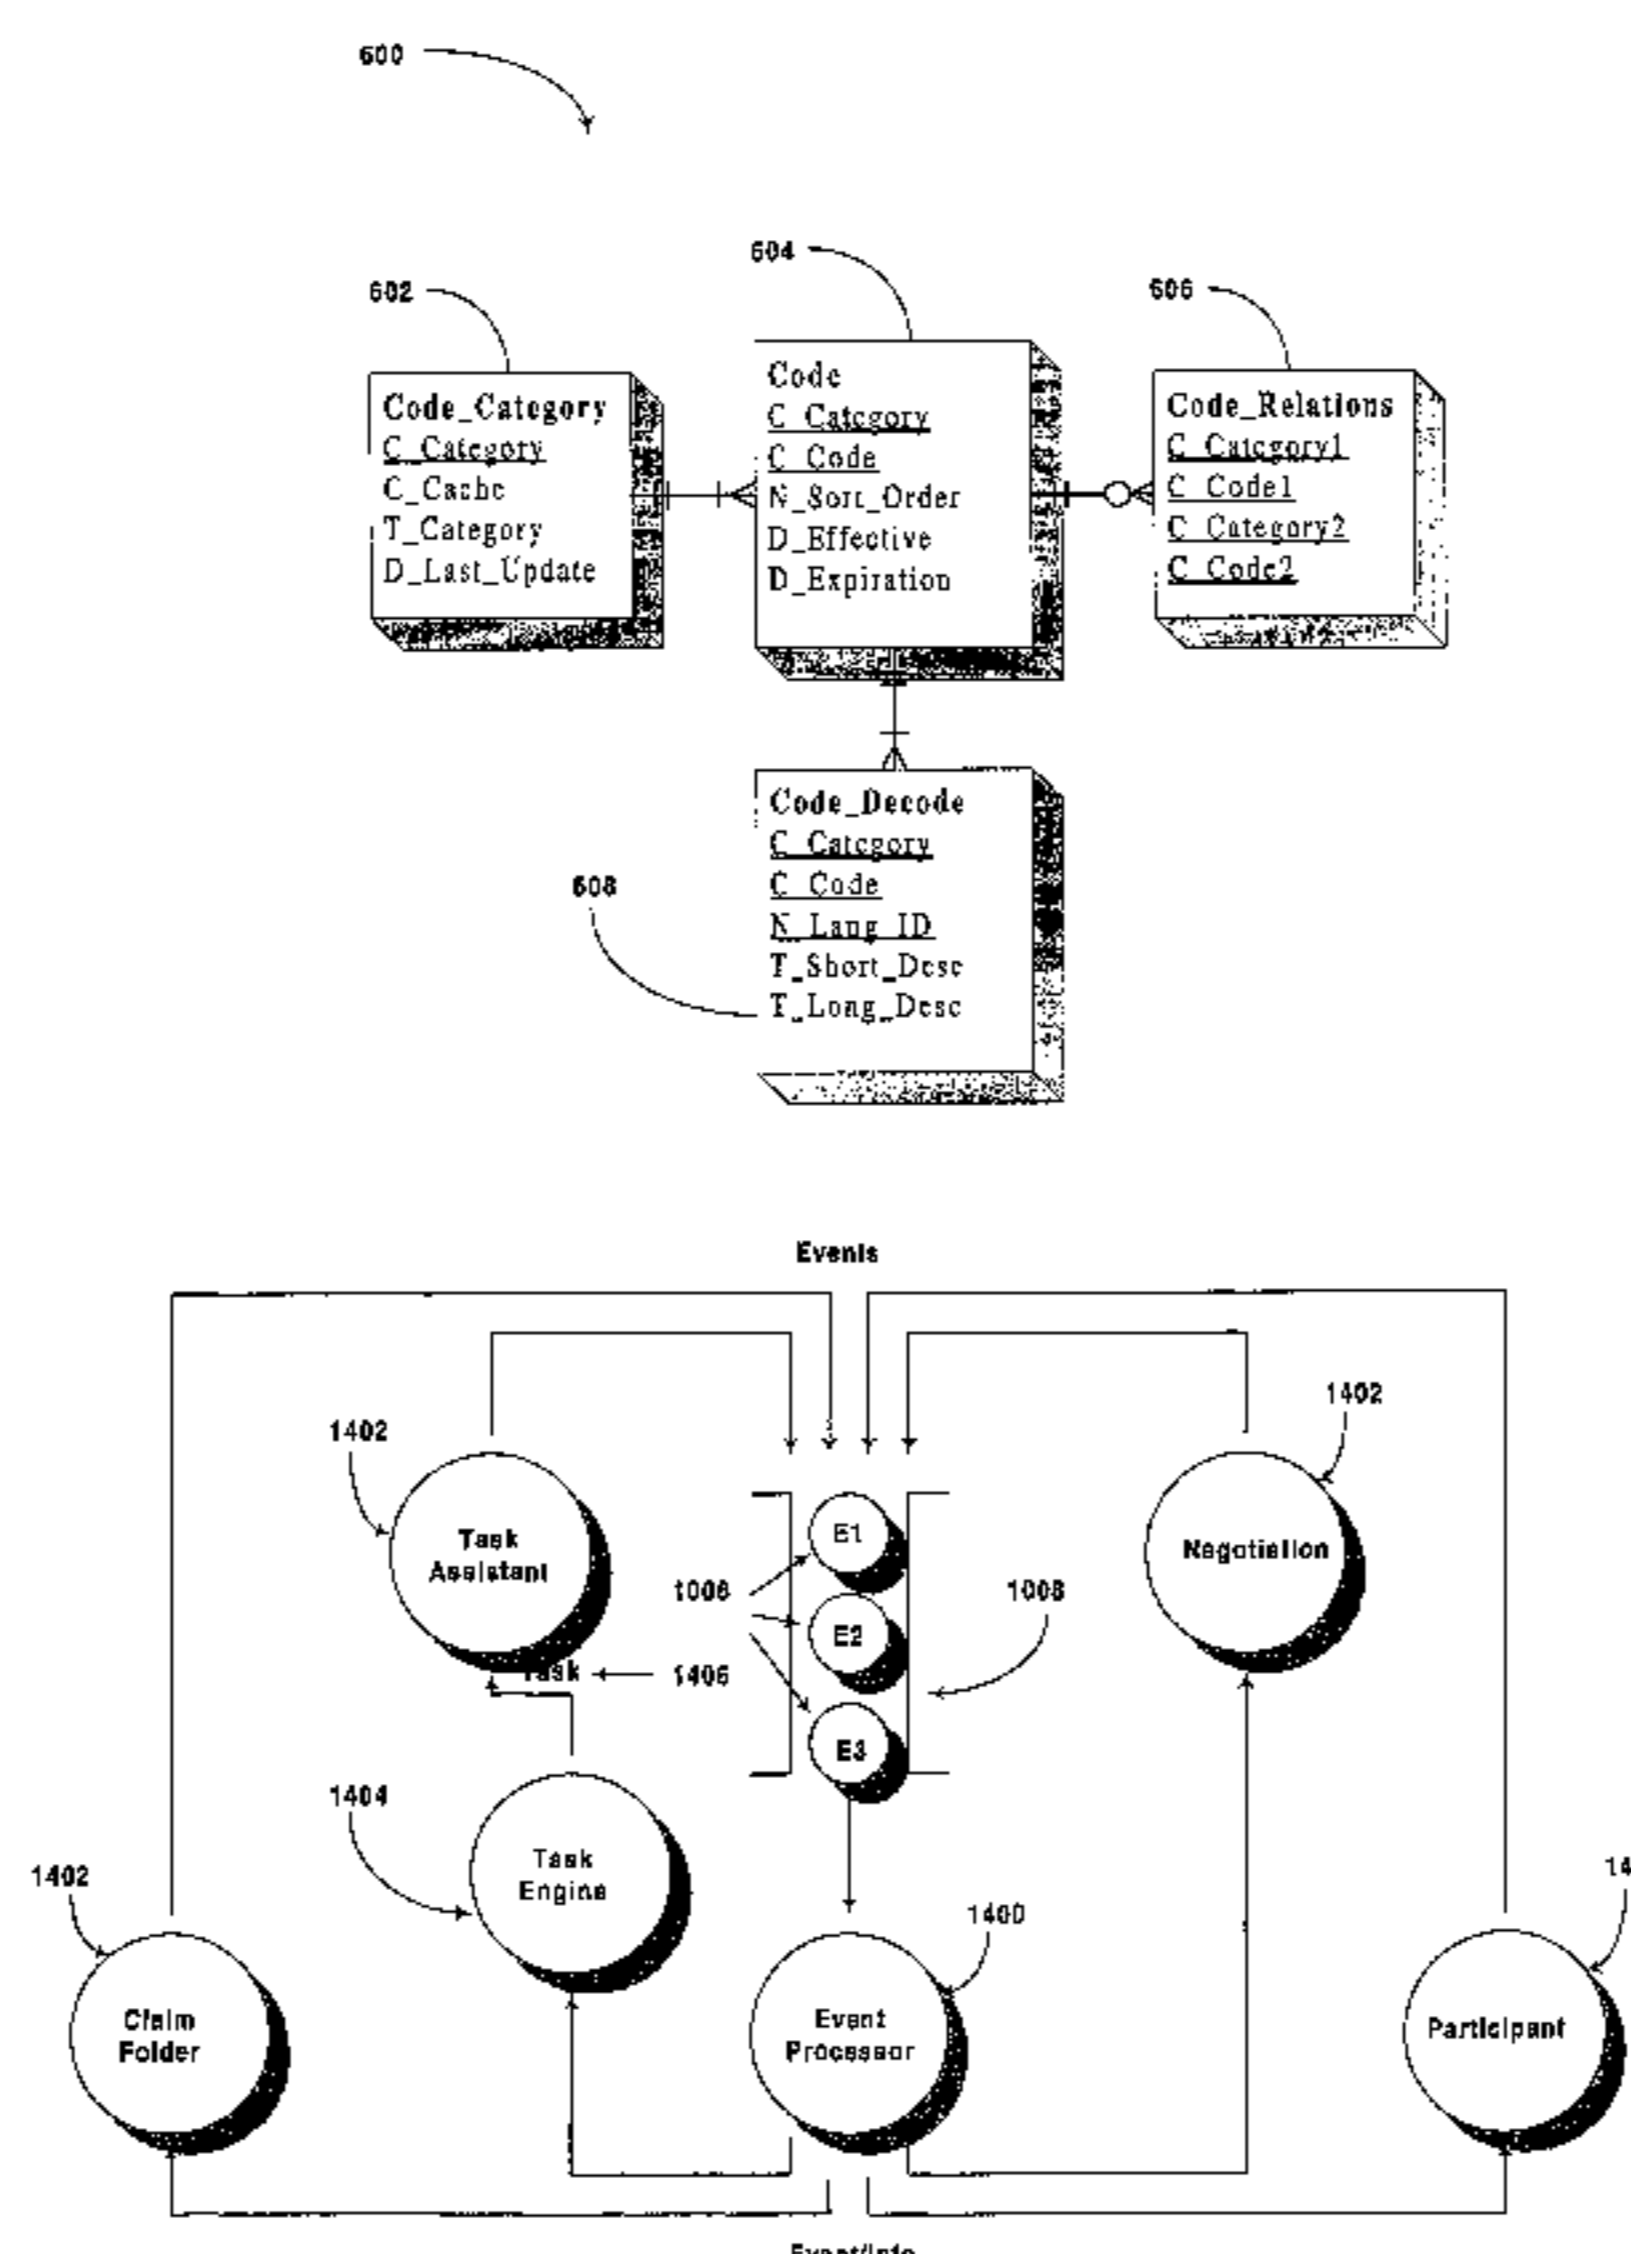 600
604
602
606
Code_Category
C_Category
C_Cache
T_Category
D_Last_Update
Code
C_Category
C_Code
N_Sort_Order
D_Effective
D_Expiration
Code_Relations
C_Category1
C_Code1
C_Category2
C_Code2
608
Code_Decode
C_Category
C_Code
N_Lang_ID
T_Short_Desc
T_Long_Desc
Events
1402
1402
Task
Assistant
E1
Negotiation
1006
1008
E2
Task
1406
E3
1404
Task
Engine
1402
14
1400
Claim
Folder
Event
Processor
Participant